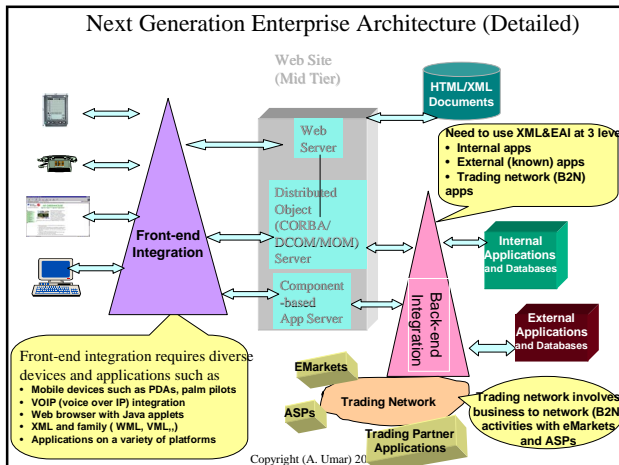 Next Generation Enterprise Architecture (Detailed)
Web Site
(Mid Tier)
HTML/XML
Documents
Web
Server
Need to use XML&EAI at 3 leve
• Internal apps
• External (known) apps
• Trading network (B2N)
apps
Distributed
Object
(CORBA/
DCOM/MOM)
Server
Front-end
Integration
Internal
Applications
and Databases
Component
-based
App Server
Back-end
Integration
External
Applications
and Databases
Front-end integration requires diverse
devices and applications such as
• Mobile devices such as PDAs, palm pilots
• VOIP (voice over IP) integration
• Web browser with Java applets
• XML and family ( WML, VML,,)
• Applications on a variety of platforms
EMarkets
Trading Network
ASPs
Trading Partner
Applications
Trading network involves
business to network (B2N
activities with eMarkets
and ASPs
Copyright (A. Umar) 20